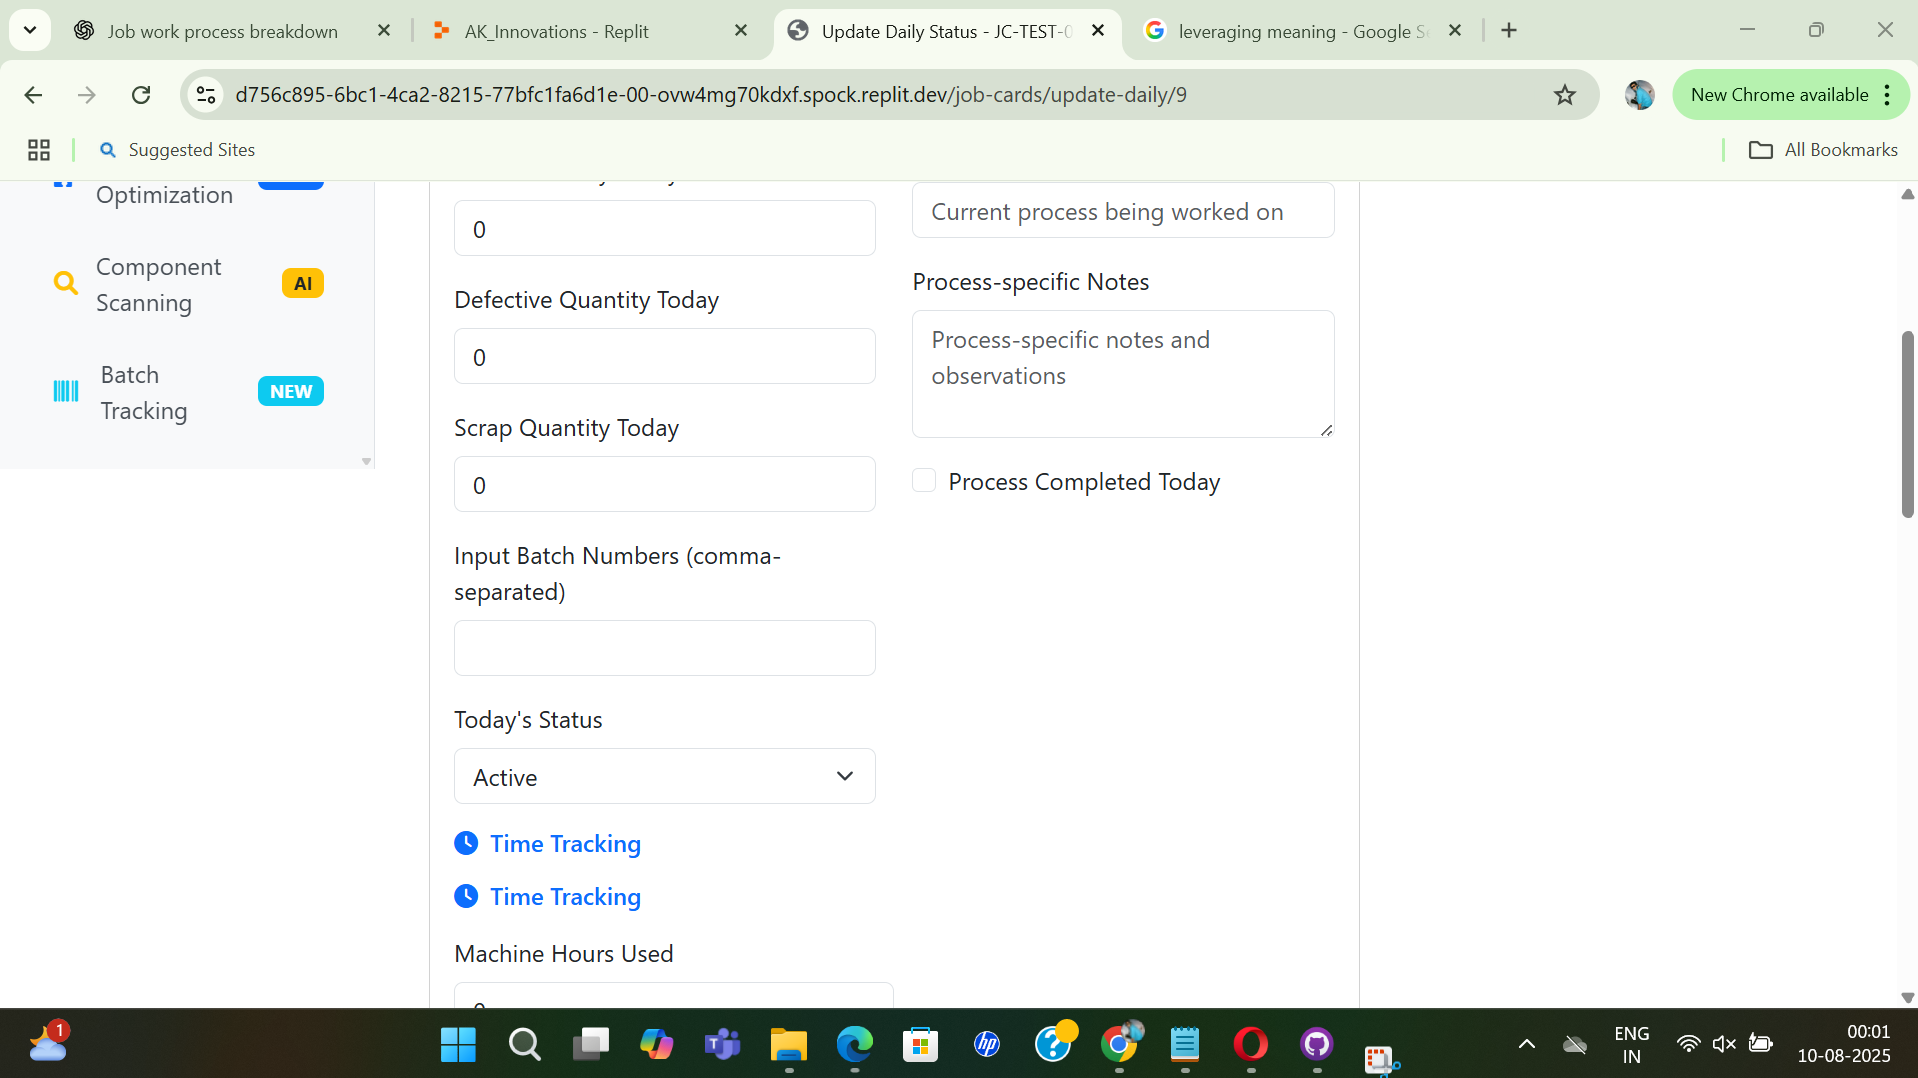 Job work process breakdown
AK_Innovations - Replit
Update Daily Status - JC-TEST-0
leveraging meaning - Google S
d756c895-6bc1-4ca2-8215-77bfc1fa6d1e-00-ovw4mg70kdxf.spock.replit.dev/job-cards/update-daily/9
New Chrome available
Suggested Sites
All Bookmarks
Optimization
Component
Scanning
AI
Batch
Tracking
NEW
0
Defective Quantity Today
0
Scrap Quantity Today
0
Input Batch Numbers (comma-
separated)
Today's Status
Active
Time Tracking
Time Tracking
Machine Hours Used
Current process being worked on
Process-specific Notes
Process-specific notes and
observations
Process Completed Today
1
hp
ENG
IN
00:01
10-08-2025